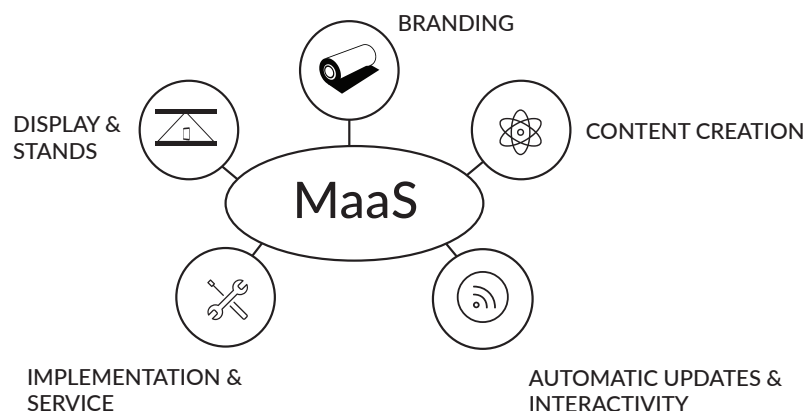 BRANDING
DISPLAY &
STANDS
CONTENT CREATION
MaaS
IMPLEMENTATION &
SERVICE
AUTOMATIC UPDATES &
INTERACTIVITY